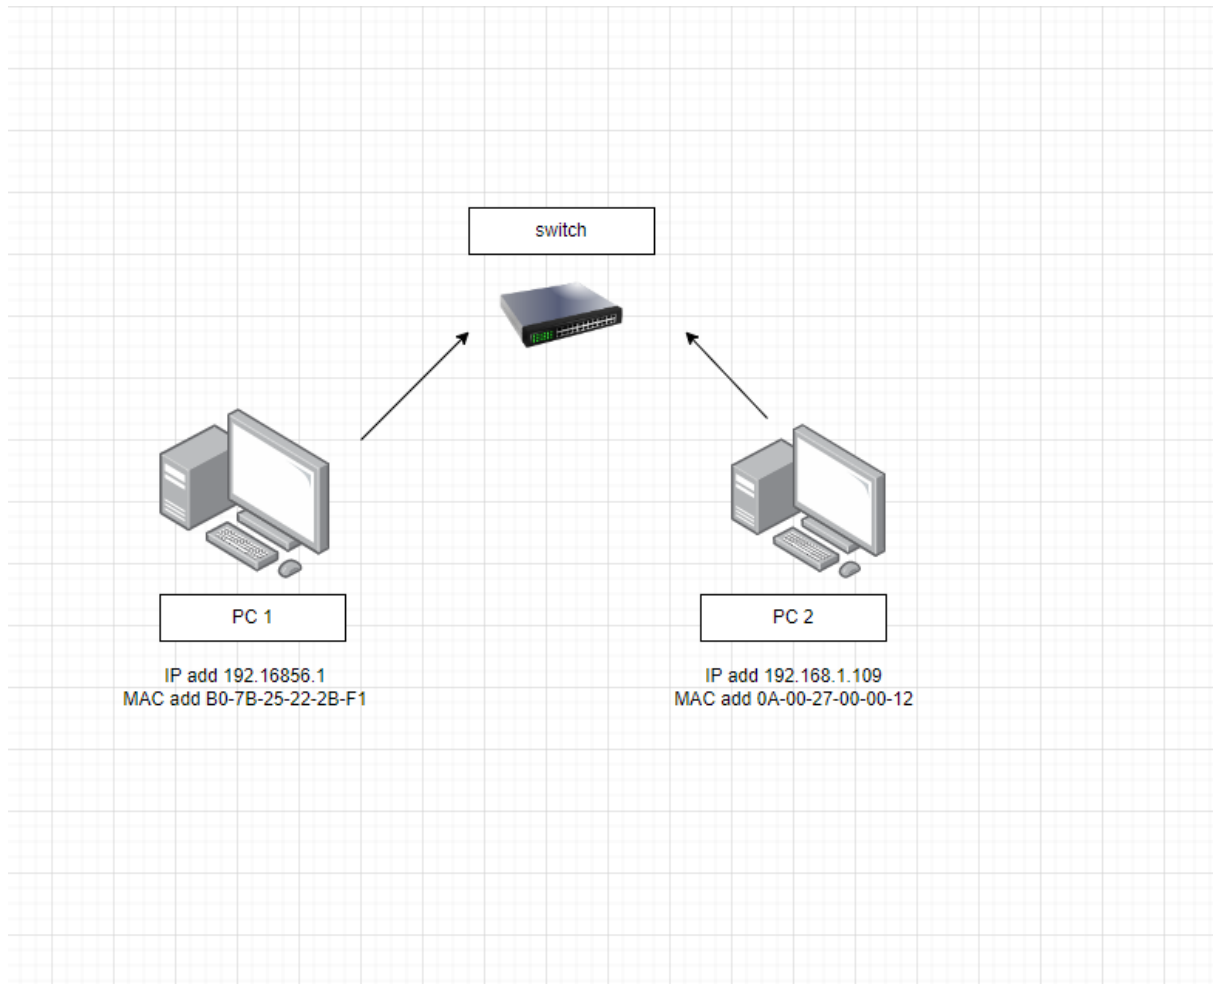 switch
PC 1
PC 2
IP add 192.16856.1
MAC add B0-7B-25-22-2B-F1
IP add 192.168.1.109
MAC add 0A-00-27-00-00-12